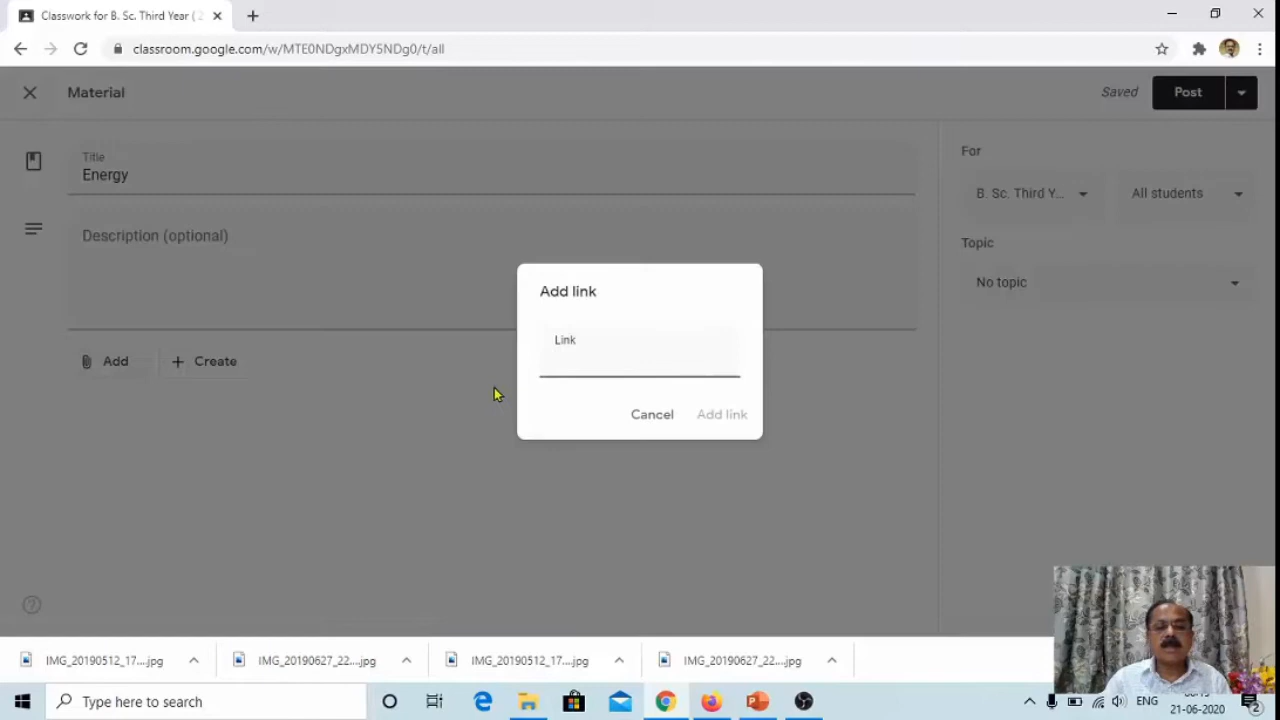 Classwork for B. Sc. Third Year ( 2
classroom.google.com/w/MTE0NDgxMDY5NDg0/t/all
Material
Saved
Post
Title
Energy
Description (optional)
Add
Create
For
B. Sc. Third Y...
All students
Topic
No topic
Add link
Link
Cancel
Add link
IMG_20190512_17....jpg
IMG_20190627_22....jpg
IMG_20190512_17....jpg
IMG_20190627_22....jpg
Type here to search
ENG
21-06-2020
2